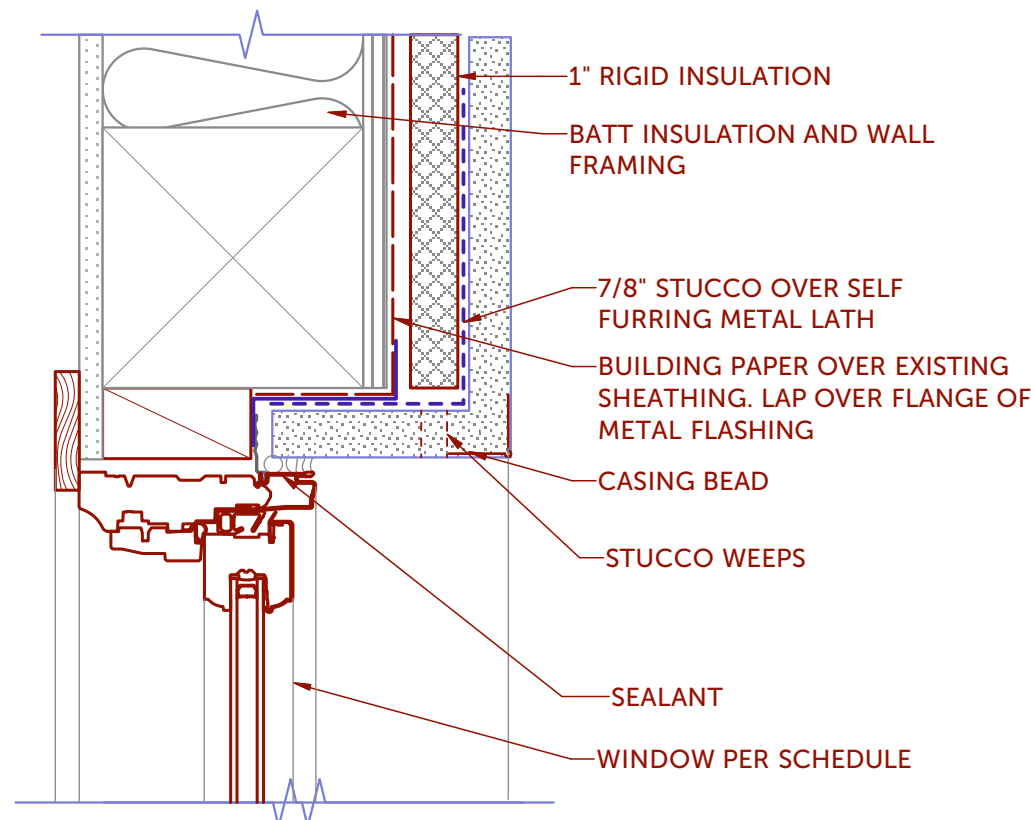 1" RIGID INSULATION
BATT INSULATION AND WALL
FRAMING
7/8" STUCCO OVER SELF
FURRING METAL LATH
BUILDING PAPER OVER EXISTING
SHEATHING. LAP OVER FLANGE OF
METAL FLASHING
CASING BEAD
STUCCO WEEPS
SEALANT
WINDOW PER SCHEDULE